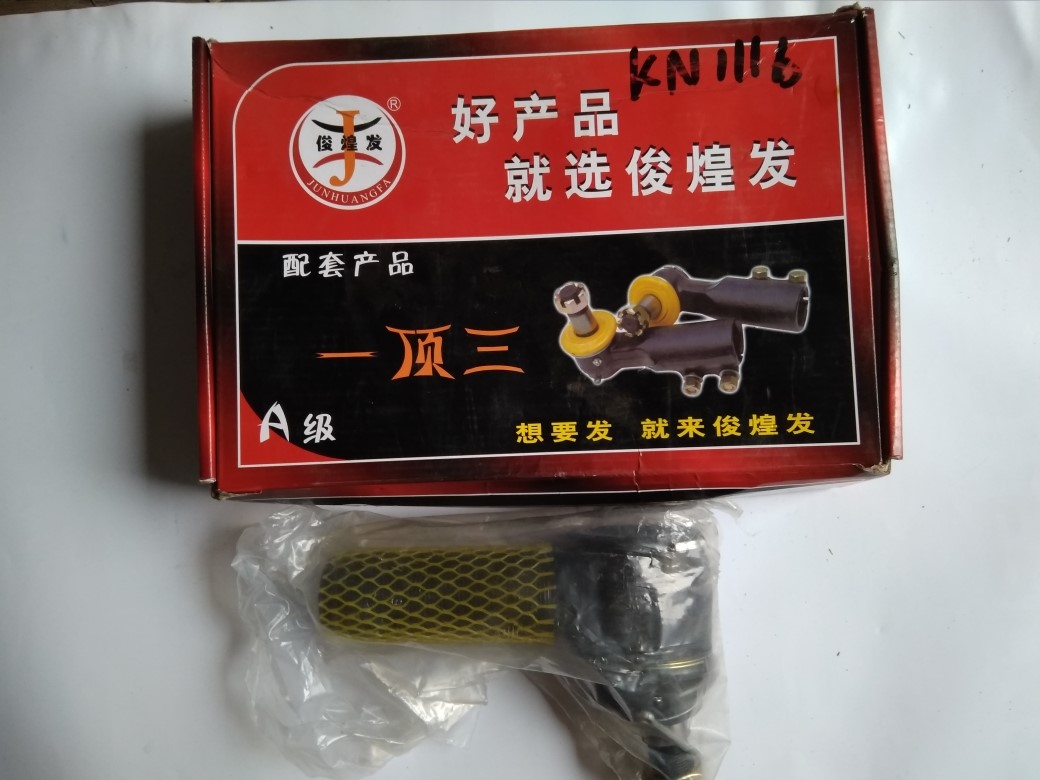 KN1116
®
俊煌发
JUNHUANGFA
好产品
就选俊煌发
配套产品
一顶三
A级
想要发 就来俊煌发